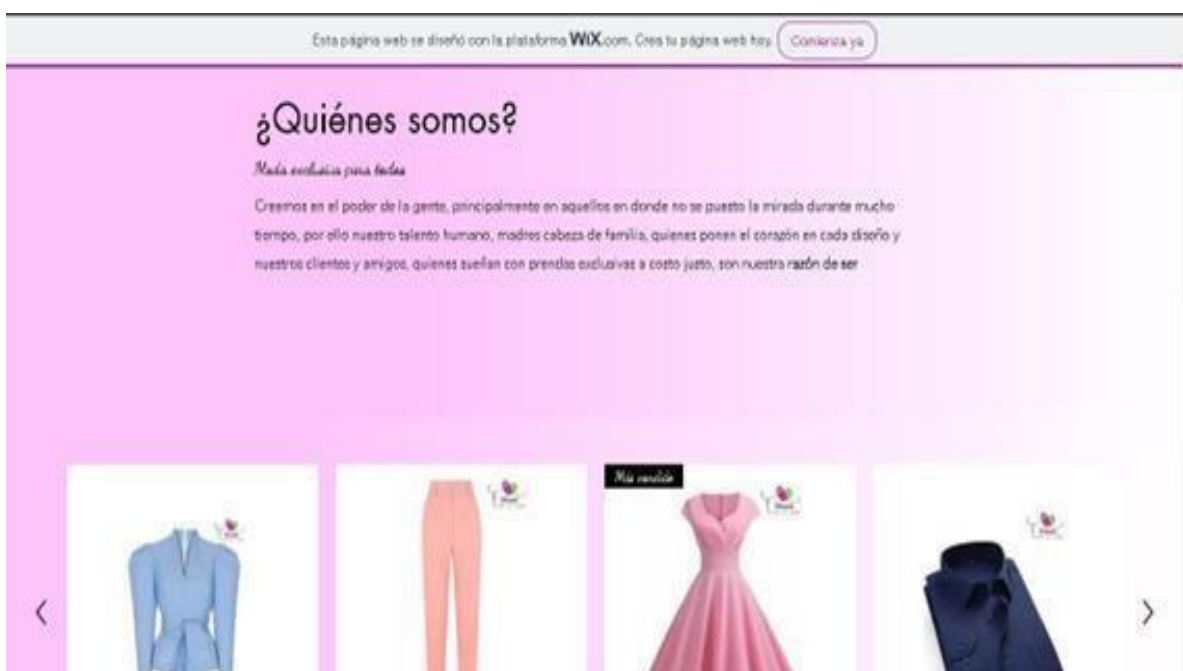 Esta página web se diseñó con la plataforma WiX.com. Crea tu página web hoy. Comienza ya
¿Quiénes somos?
Moda exclusiva para todos
Creemos en el poder de la gente, principalmente en aquellos en donde no se puesto la mirada durante mucho
tiempo, por ello nuestro talento humano, madres cabeza de familia, quienes ponen el corazón en cada diseño y
nuestros clientes y amigos, quienes sueñan con prendas exclusivas a costo justo, son nuestra razón de ser
Más vendido